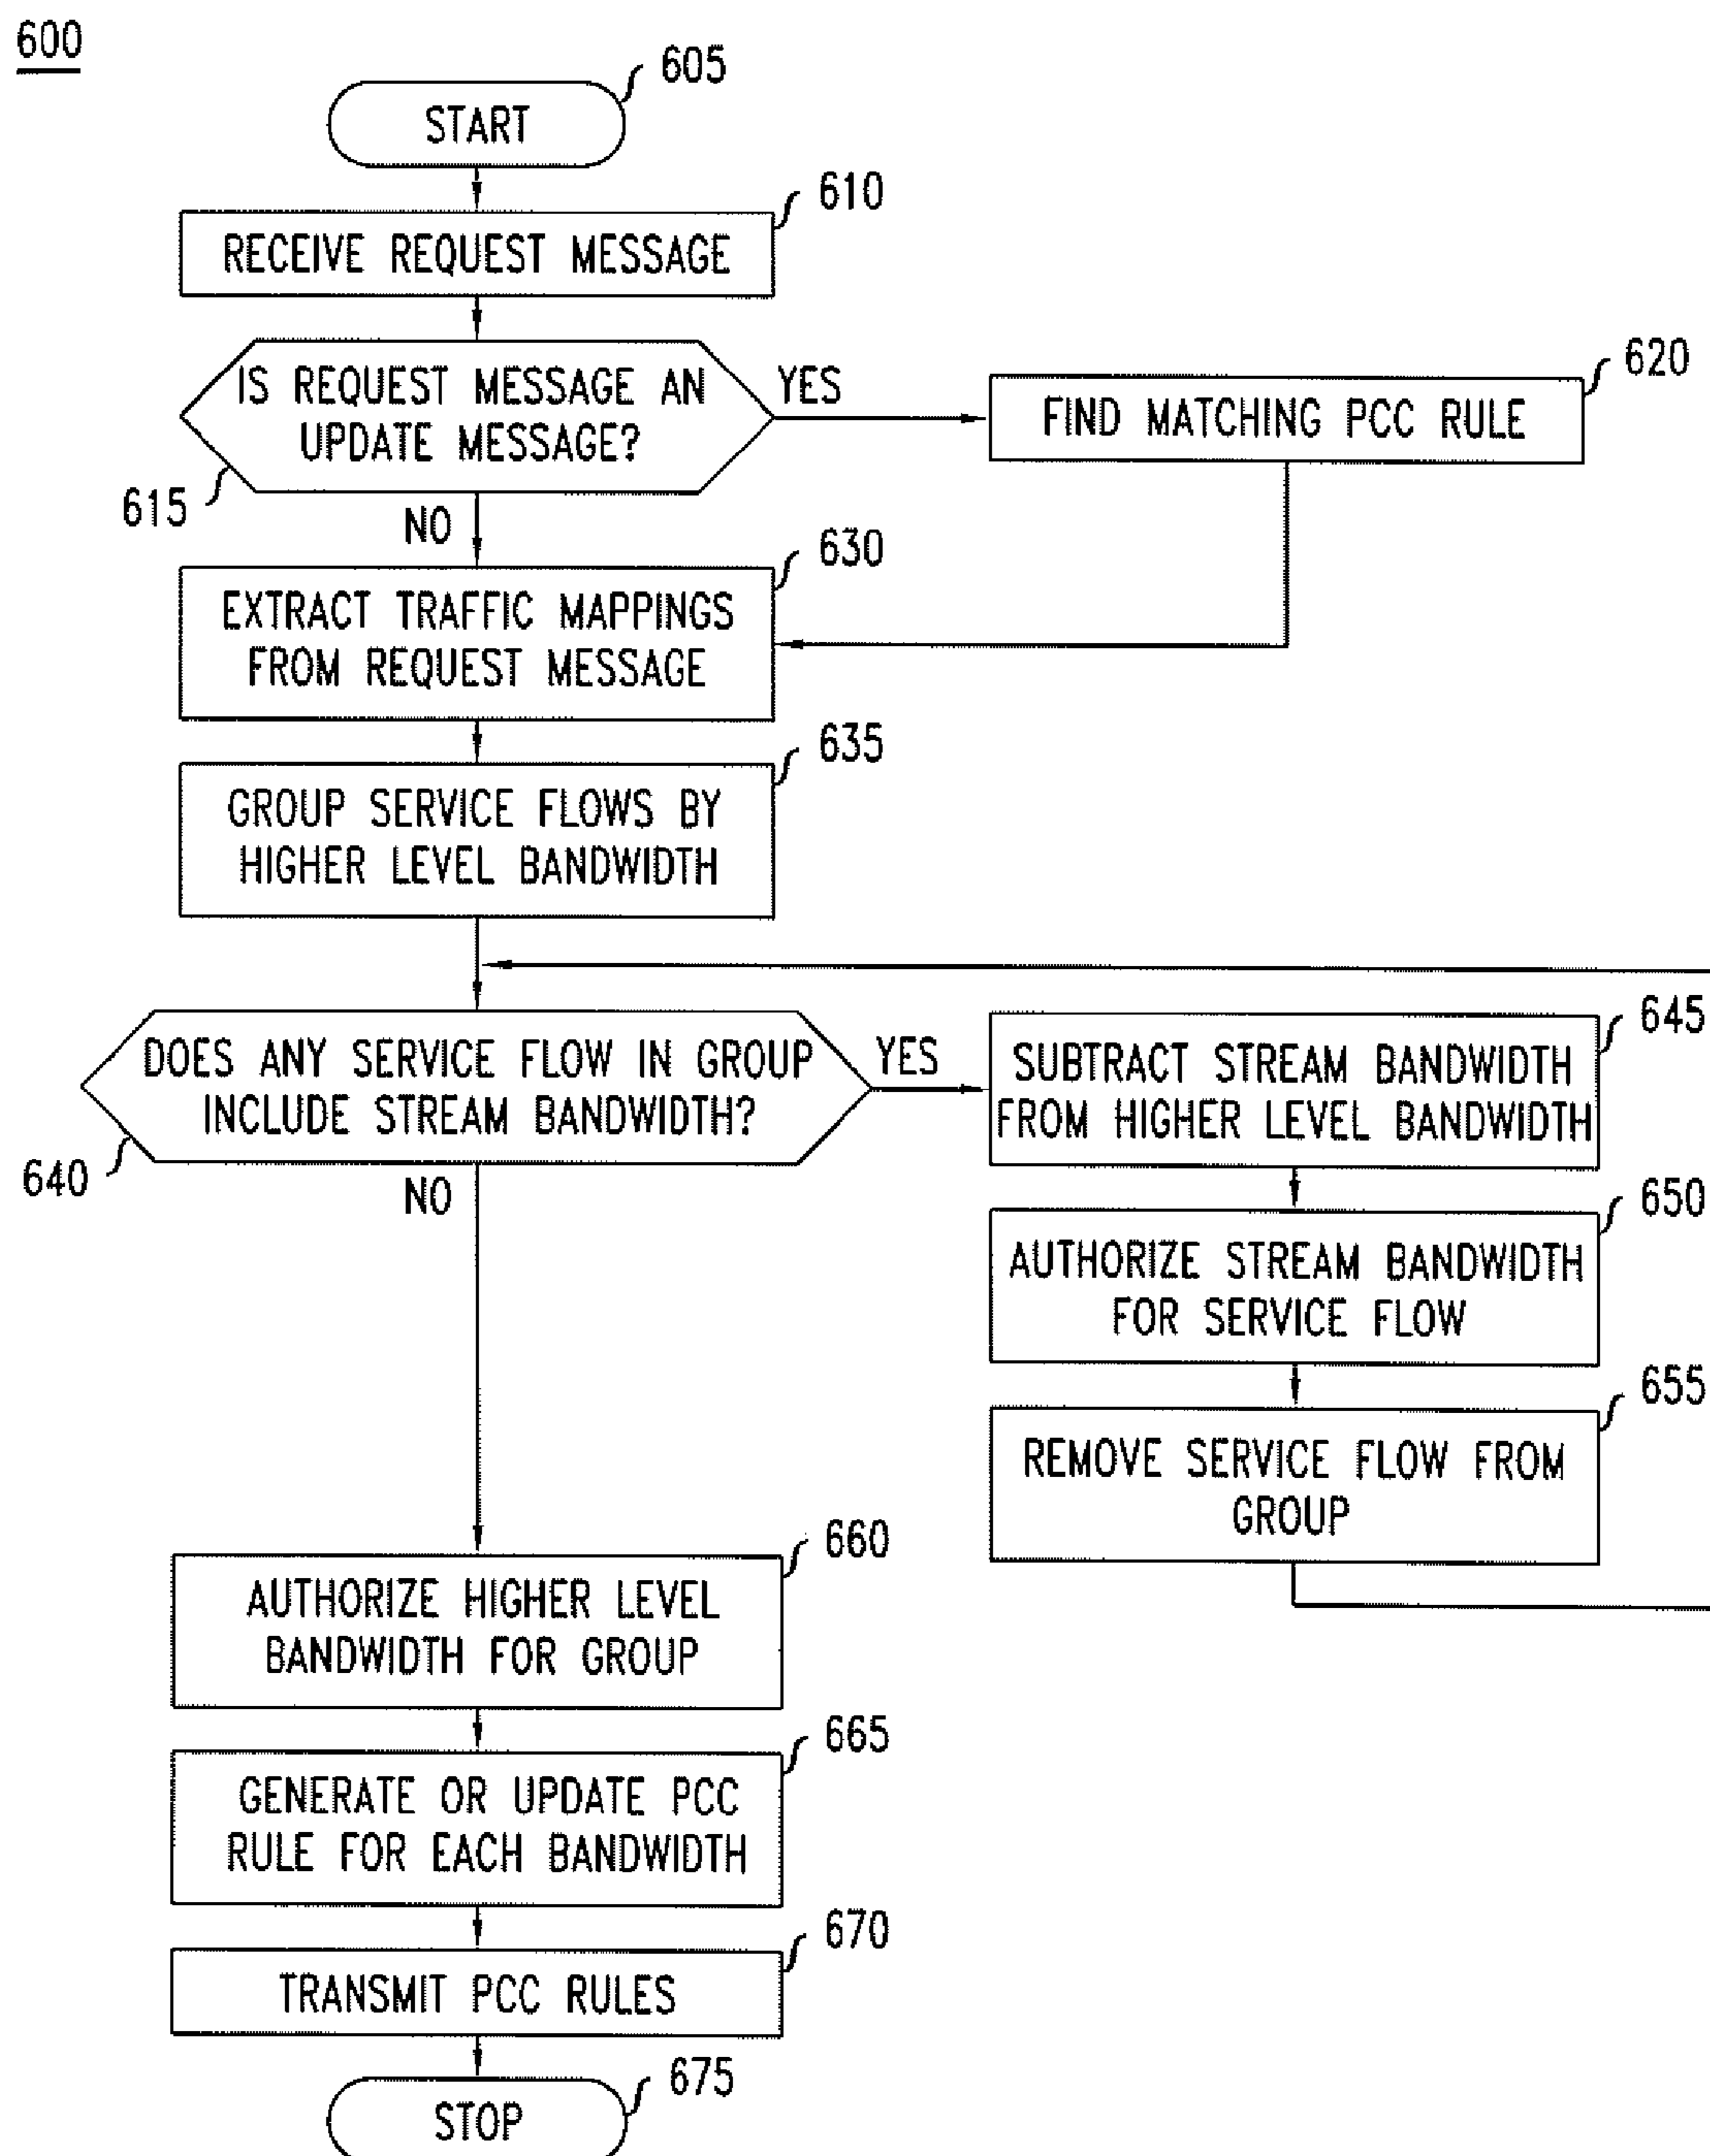 600
START
605
RECEIVE REQUEST MESSAGE
610
IS REQUEST MESSAGE AN
UPDATE MESSAGE?
615
YES
FIND MATCHING PCC RULE
620
NO
EXTRACT TRAFFIC MAPPINGS
FROM REQUEST MESSAGE
630
GROUP SERVICE FLOWS BY
HIGHER LEVEL BANDWIDTH
635
DOES ANY SERVICE FLOW IN GROUP
INCLUDE STREAM BANDWIDTH?
640
YES
SUBTRACT STREAM BANDWIDTH
FROM HIGHER LEVEL BANDWIDTH
645
AUTHORIZE STREAM BANDWIDTH
FOR SERVICE FLOW
650
REMOVE SERVICE FLOW FROM
GROUP
655
NO
AUTHORIZE HIGHER LEVEL
BANDWIDTH FOR GROUP
660
GENERATE OR UPDATE PCC
RULE FOR EACH BANDWIDTH
665
TRANSMIT PCC RULES
670
STOP
675